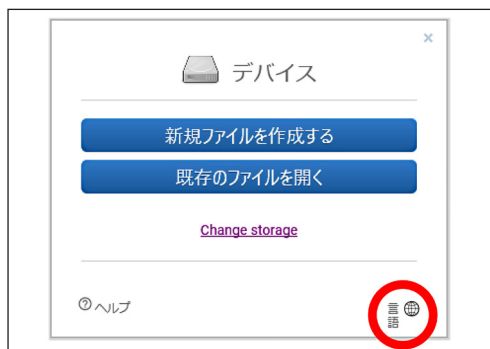 ×
デバイス
新規ファイルを作成する
既存のファイルを開く
Change storage
?ヘルプ
言
語